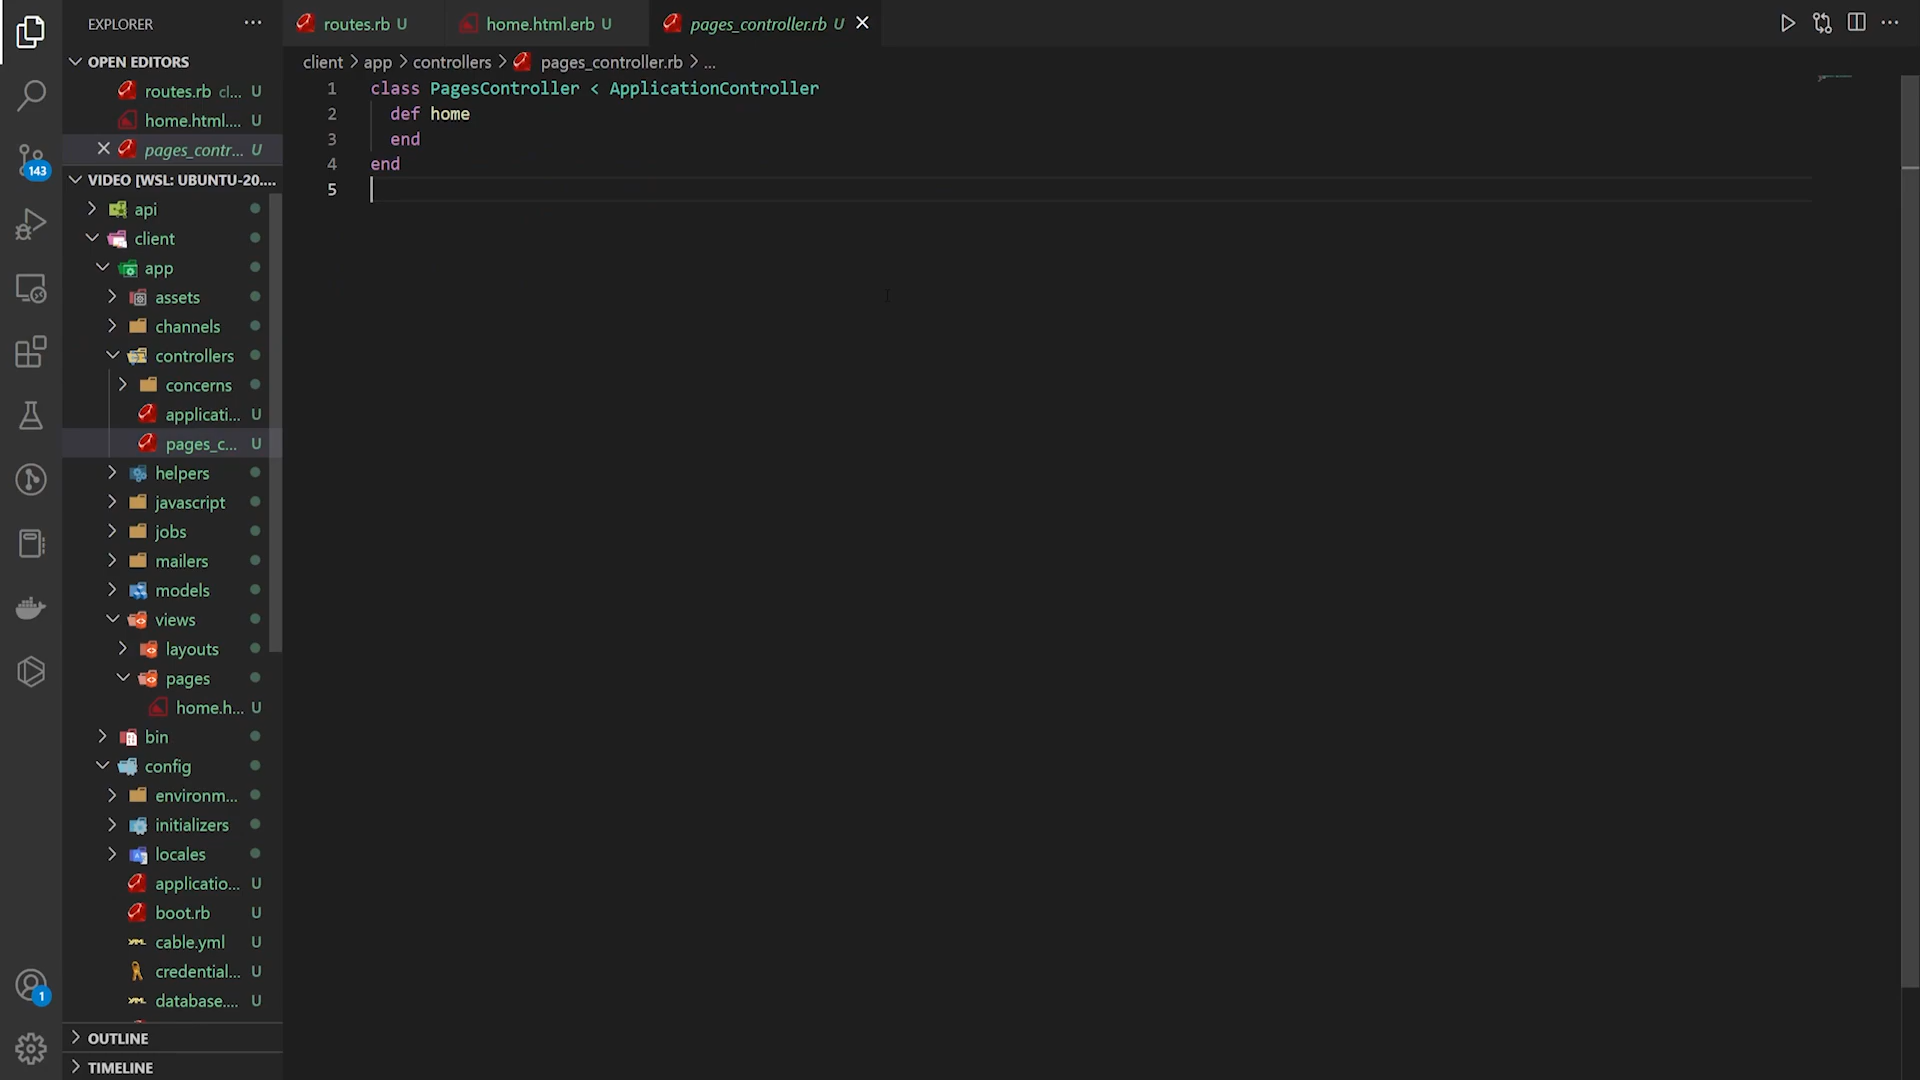 EXPLORER
OPEN EDITORS
routes.rb cl... U
home.html.... U
pages_contr... U
VIDEO [WSL: UBUNTU-20....
api
client
app
assets
channels
controllers
concerns
applicati... U
pages_c... U
helpers
javascript
jobs
mailers
models
views
layouts
pages
home.h... U
bin
config
environm...
initializers
locales
applicatio... U
boot.rb U
cable.yml U
credential... U
database.... U
OUTLINE
TIMELINE
143
1
routes.rb U
home.html.erb U
pages_controller.rb U
client > app > controllers > pages_controller.rb > ...
1 class PagesController < ApplicationController
2 def home
3 end
4 end
5